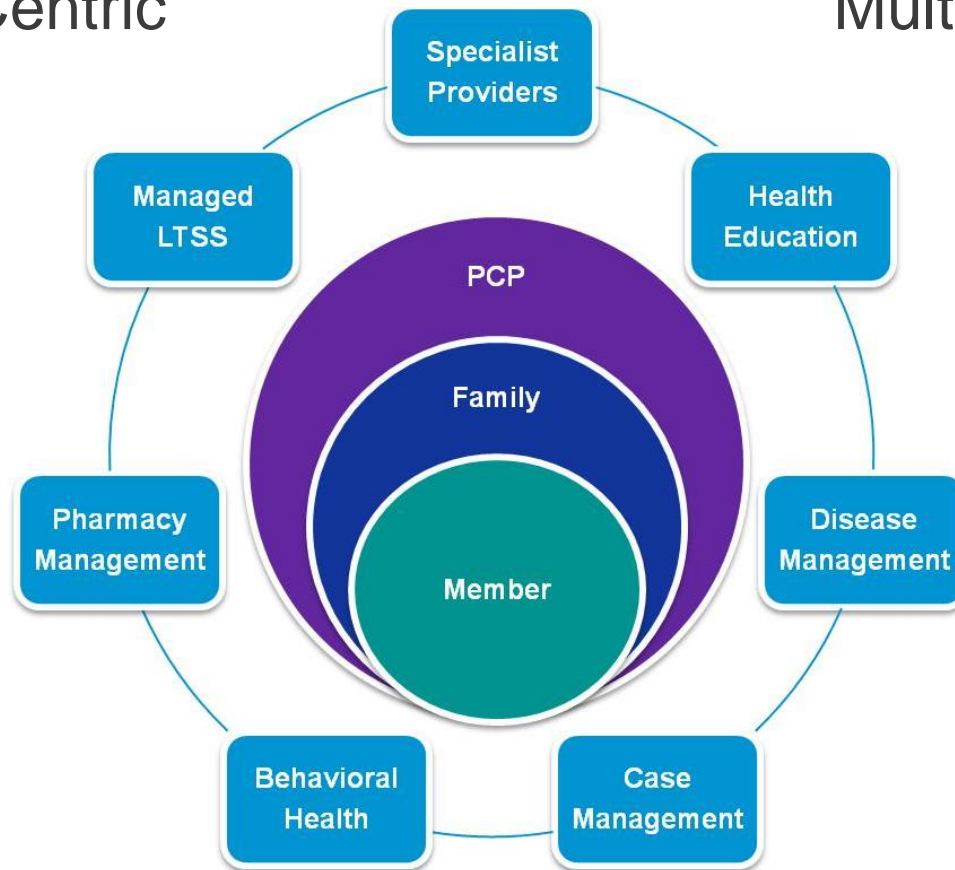 Centric
Mult
Specialist
Providers
Managed
LTSS
Health
Education
PCP
Family
Member
Pharmacy
Management
Disease
Management
Behavioral
Health
Case
Management